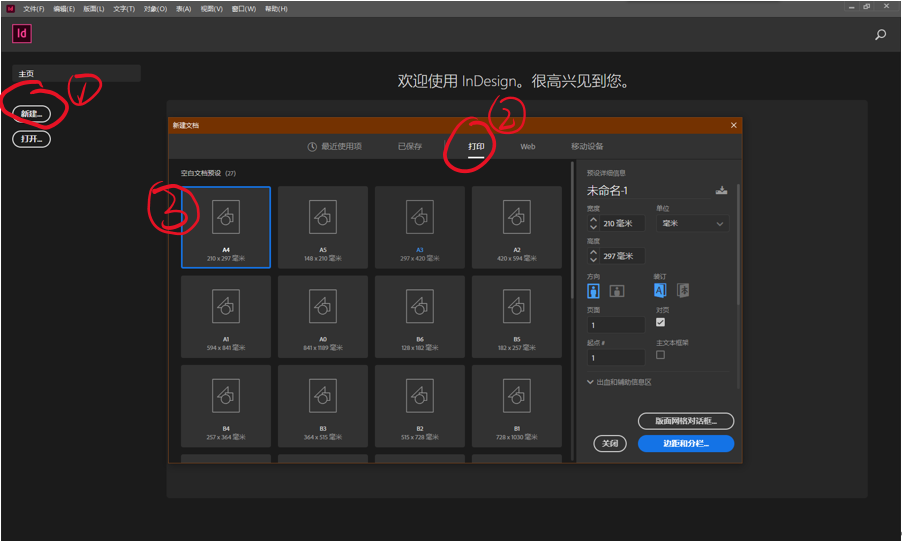 Id 文件(F) 编辑(E) 版面(L) 文字(T) 对象(O) 表(A) 视图(V) 窗口(W) 帮助(H)
Id
主页
①
新建...
打开...
欢迎使用 InDesign。很高兴见到您。
②
新建文档
最近使用项 已保存 打印 Web 移动设备
空白文档预设 (27)
③
A4
210 x 297 毫米
A5
148 x 210 毫米
A3
297 x 420 毫米
A2
420 x 594 毫米
A1
594 x 841 毫米
A0
841 x 1189 毫米
B6
128 x 182 毫米
B5
182 x 257 毫米
B4
257 x 364 毫米
B3
364 x 515 毫米
B2
515 x 728 毫米
B1
728 x 1030 毫米
预设详细信息
未命名-1
宽度 单位
210 毫米 毫米
高度
297 毫米
方向 装订
页面 对页
1
起点 # 主文本框架
1
出血和辅助信息区
版面网格对话框...
关闭 边距和分栏...